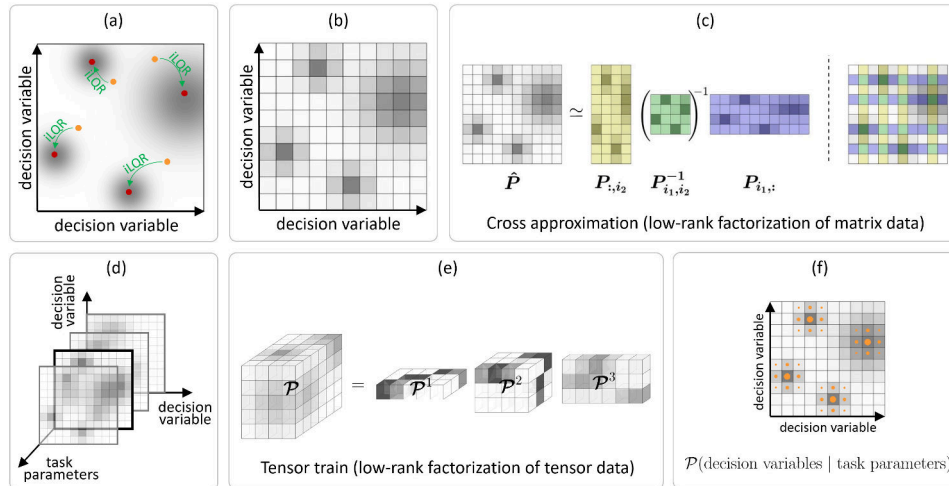 (a)
decision variable
iLQR
iLQR
iLQR
iLQR
decision variable
(b)
decision variable
decision variable
(c)
≃
( )⁻¹
P̂
P:,i₂
P⁻¹i₁,i₂
Pi₁,:
Cross approximation (low-rank factorization of matrix data)
(d)
decision
variable
decision
variable
task
parameters
(e)
𝒫 = 𝒫¹ 𝒫² 𝒫³
Tensor train (low-rank factorization of tensor data)
(f)
decision variable
decision variable
𝒫(decision variables | task parameters)